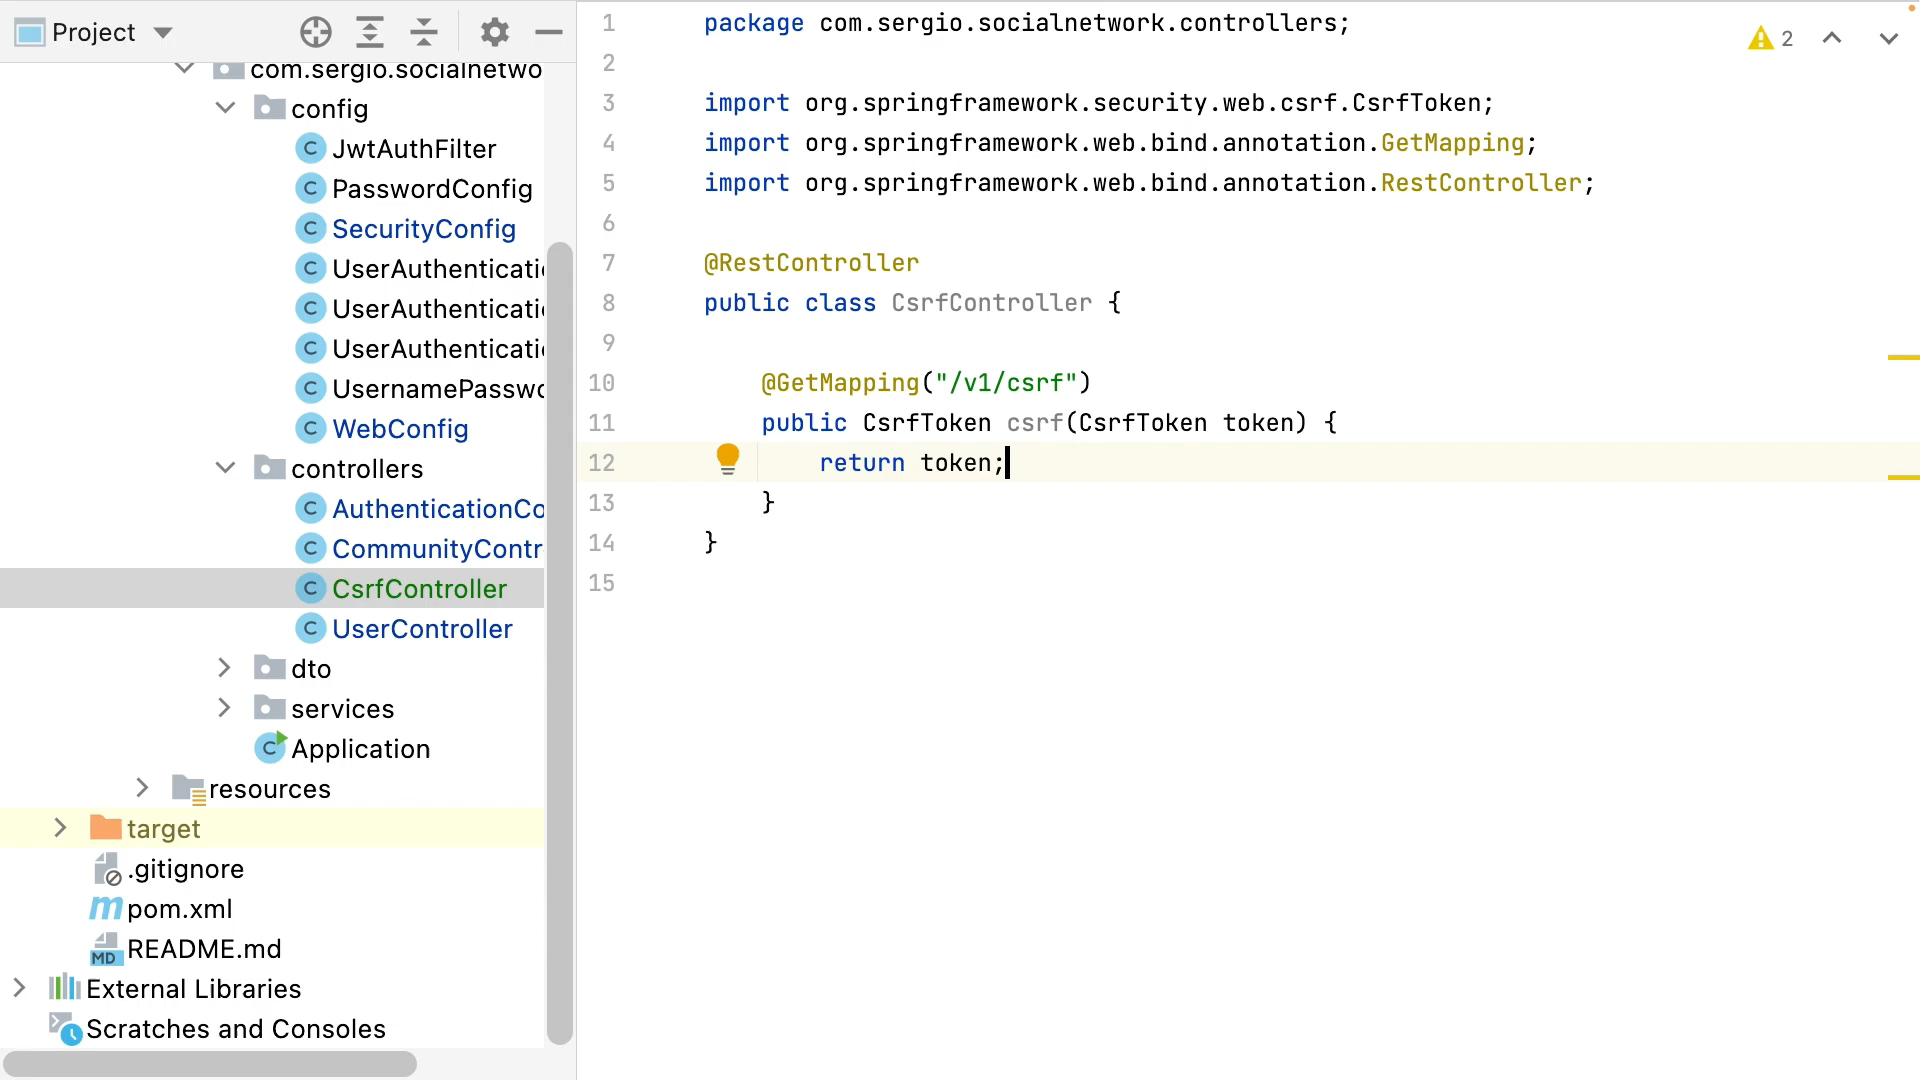 Project
com.sergio.socialnetwo
config
JwtAuthFilter
PasswordConfig
SecurityConfig
UserAuthenticati
UserAuthenticati
UserAuthenticati
UsernamePasswo
WebConfig
controllers
AuthenticationCo
CommunityContr
CsrfController
UserController
dto
services
Application
resources
target
.gitignore
pom.xml
README.md
External Libraries
Scratches and Consoles
1 package com.sergio.socialnetwork.controllers;
2
3 import org.springframework.security.web.csrf.CsrfToken;
4 import org.springframework.web.bind.annotation.GetMapping;
5 import org.springframework.web.bind.annotation.RestController;
6
7 @RestController
8 public class CsrfController {
9
10 @GetMapping("/v1/csrf")
11 public CsrfToken csrf(CsrfToken token) {
12 return token;
13 }
14 }
15
2